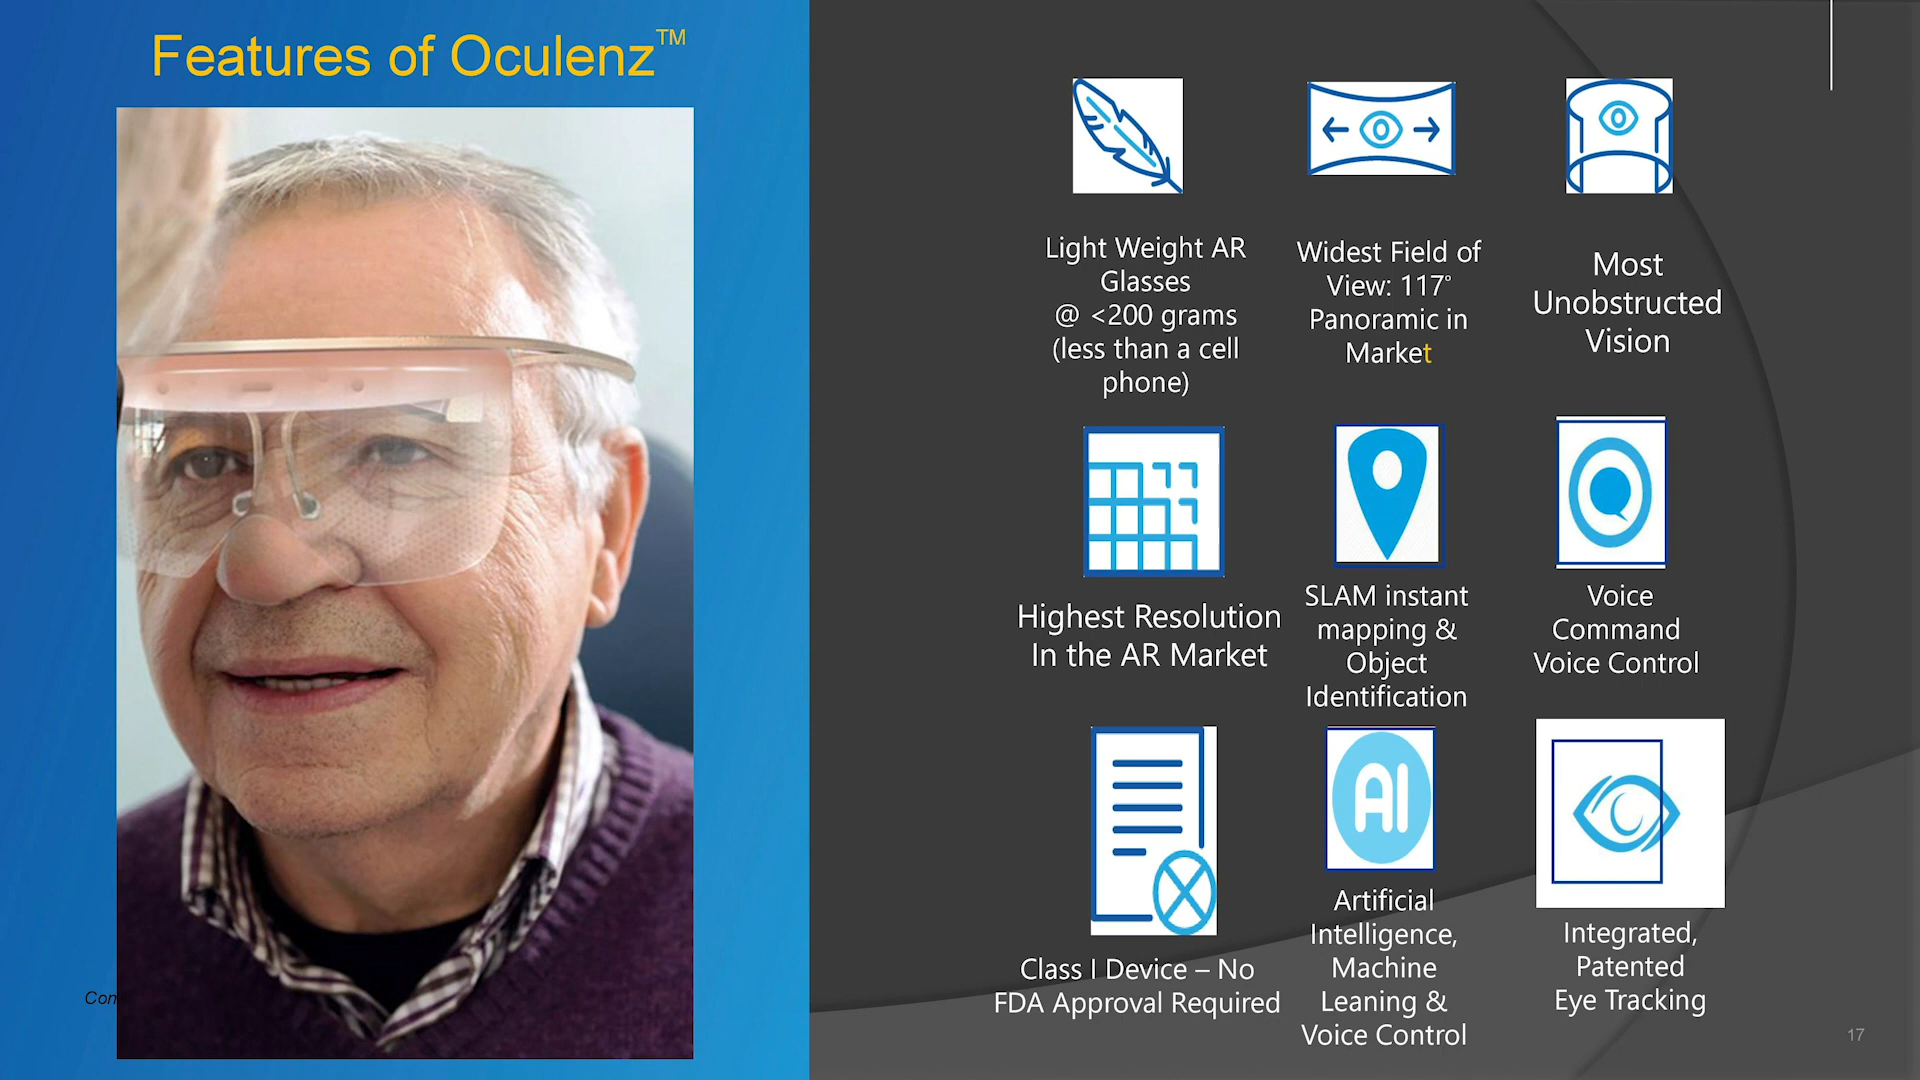 Features of Oculenz™
Light Weight AR
Glasses
@ <200 grams
(less than a cell
phone)
Widest Field of
View: 117°
Panoramic in
Market
Most
Unobstructed
Vision
Highest Resolution
In the AR Market
SLAM instant
mapping &
Object
Identification
Voice
Command
Voice Control
Class I Device – No
FDA Approval Required
AI
Artificial
Intelligence,
Machine
Leaning &
Voice Control
Integrated,
Patented
Eye Tracking
Con
17